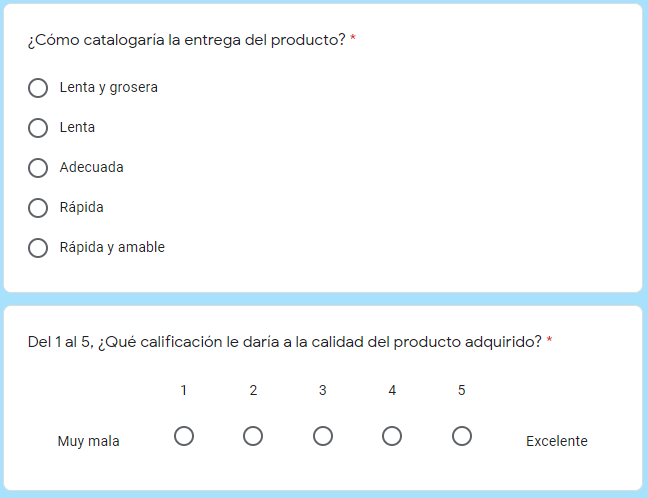 ¿Cómo catalogaría la entrega del producto? *
Lenta y grosera
Lenta
Adecuada
Rápida
Rápida y amable
Del 1 al 5, ¿Qué calificación le daría a la calidad del producto adquirido? *
1 2 3 4 5
Muy mala Excelente